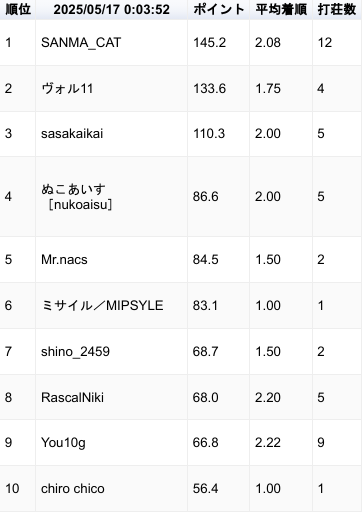 順位 2025/05/17 0:03:52 ポイント 平均着順 打荘数
1 SANMA_CAT 145.2 2.08 12
2 ヴォル11 133.6 1.75 4
3 sasakaikai 110.3 2.00 5
4 ぬこあいす 86.6 2.00 5
［nukoaisu］
5 Mr.nacs 84.5 1.50 2
6 ミサイル／MIPSYLE 83.1 1.00 1
7 shino_2459 68.7 1.50 2
8 RascalNiki 68.0 2.20 5
9 You10g 66.8 2.22 9
10 chiro chico 56.4 1.00 1